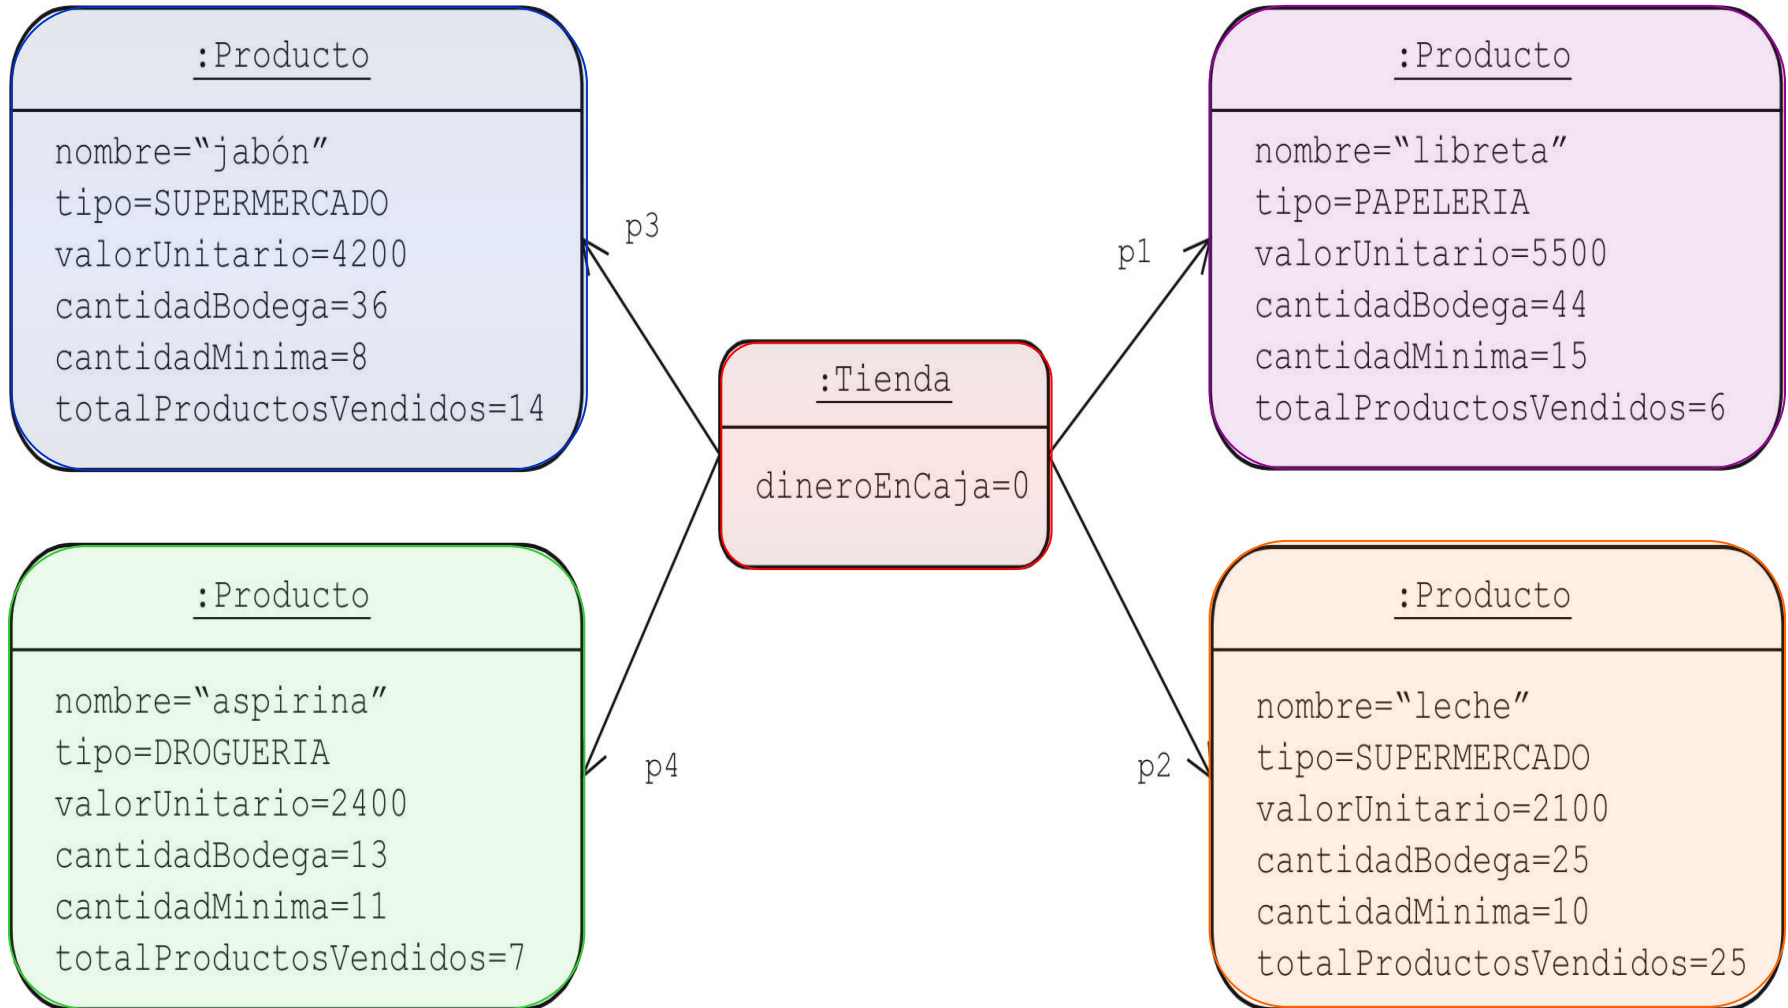 :Producto
nombre=“jabón”
tipo=SUPERMERCADO
valorUnitario=4200
cantidadBodega=36
cantidadMinima=8
totalProductosVendidos=14
p3
p1
:Producto
nombre=“libreta”
tipo=PAPELERIA
valorUnitario=5500
cantidadBodega=44
cantidadMinima=15
totalProductosVendidos=6
:Tienda
dineroEnCaja=0
:Producto
nombre=“aspirina”
tipo=DROGUERIA
valorUnitario=2400
cantidadBodega=13
cantidadMinima=11
totalProductosVendidos=7
p4
p2
:Producto
nombre=“leche”
tipo=SUPERMERCADO
valorUnitario=2100
cantidadBodega=25
cantidadMinima=10
totalProductosVendidos=25